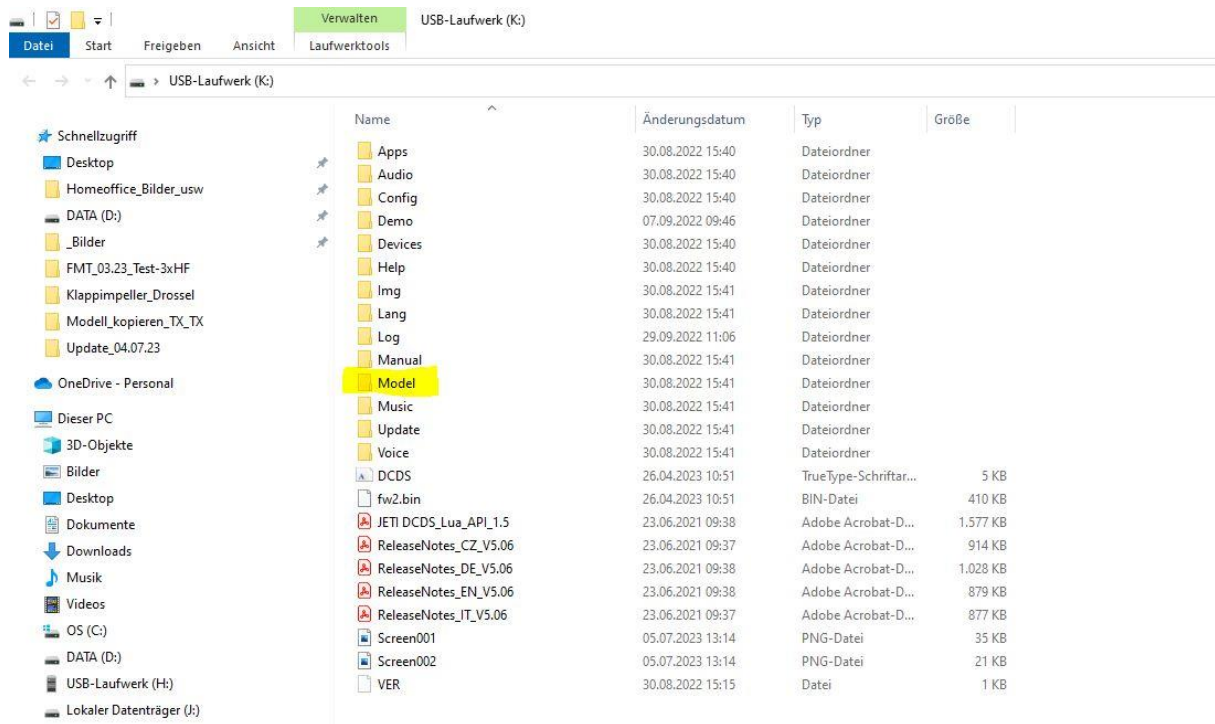 Verwalten USB-Laufwerk (K:)
Datei Start Freigeben Ansicht Laufwerktools
USB-Laufwerk (K:)
Schnellzugriff
Desktop
Homeoffice_Bilder_usw
DATA (D:)
_Bilder
FMT_03.23_Test-3xHF
Klappimpeller_Drossel
Modell_kopieren_TX_TX
Update_04.07.23
OneDrive - Personal
Dieser PC
3D-Objekte
Bilder
Desktop
Dokumente
Downloads
Musik
Videos
OS (C:)
DATA (D:)
USB-Laufwerk (H:)
Lokaler Datenträger (J:)
Name Änderungsdatum Typ Größe
Apps 30.08.2022 15:40 Dateiordner
Audio 30.08.2022 15:40 Dateiordner
Config 30.08.2022 15:40 Dateiordner
Demo 07.09.2022 09:46 Dateiordner
Devices 30.08.2022 15:40 Dateiordner
Help 30.08.2022 15:40 Dateiordner
Img 30.08.2022 15:41 Dateiordner
Lang 30.08.2022 15:41 Dateiordner
Log 29.09.2022 11:06 Dateiordner
Manual 30.08.2022 15:41 Dateiordner
Model 30.08.2022 15:41 Dateiordner
Music 30.08.2022 15:41 Dateiordner
Update 30.08.2022 15:41 Dateiordner
Voice 30.08.2022 15:41 Dateiordner
DCDS 26.04.2023 10:51 TrueType-Schriftar... 5 KB
fw2.bin 26.04.2023 10:51 BIN-Datei 410 KB
JETI DCDS_Lua_API_1.5 23.06.2021 09:38 Adobe Acrobat-D... 1.577 KB
ReleaseNotes_CZ_V5.06 23.06.2021 09:37 Adobe Acrobat-D... 914 KB
ReleaseNotes_DE_V5.06 23.06.2021 09:38 Adobe Acrobat-D... 1.028 KB
ReleaseNotes_EN_V5.06 23.06.2021 09:38 Adobe Acrobat-D... 879 KB
ReleaseNotes_IT_V5.06 23.06.2021 09:37 Adobe Acrobat-D... 877 KB
Screen001 05.07.2023 13:14 PNG-Datei 35 KB
Screen002 05.07.2023 13:14 PNG-Datei 21 KB
VER 30.08.2022 15:15 Datei 1 KB